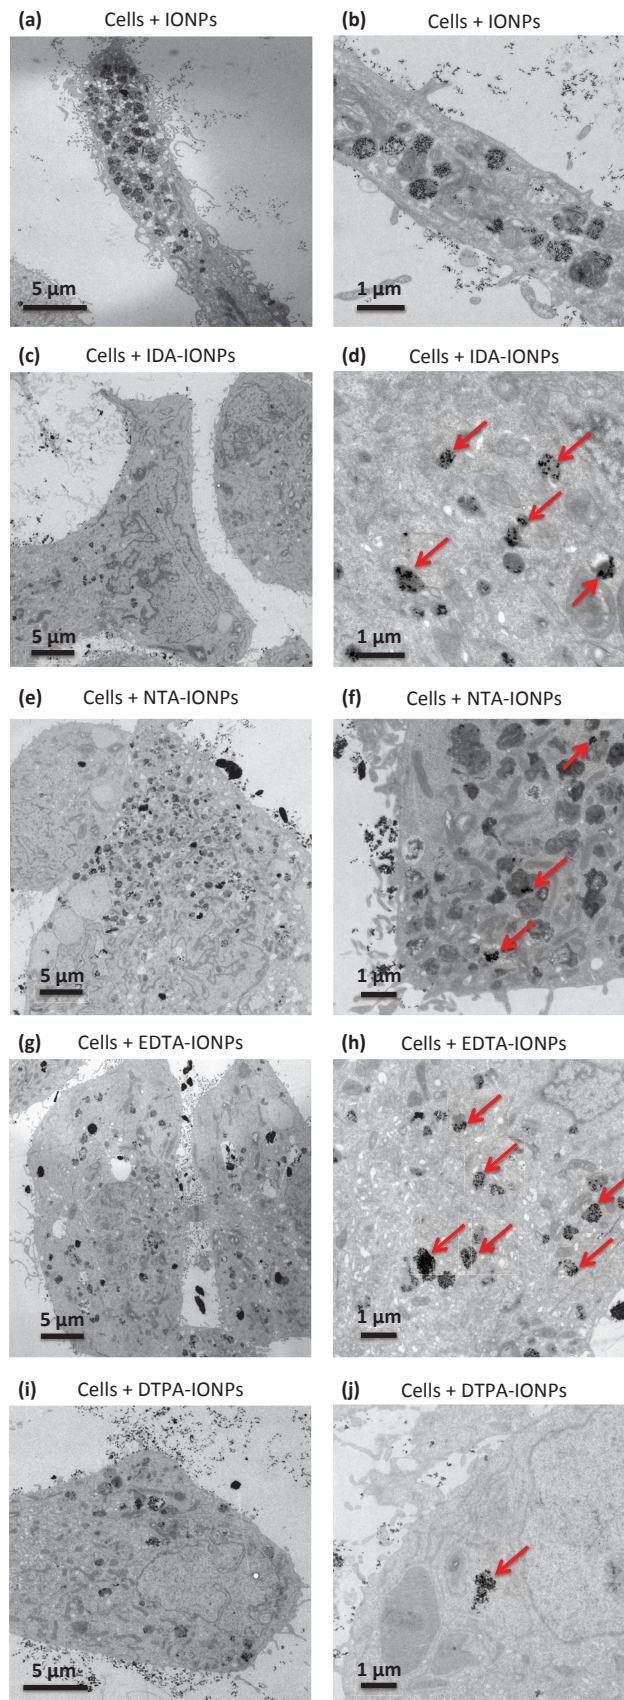 (a) Cells + IONPs
(b) Cells + IONPs
5 µm
1 µm
(c) Cells + IDA-IONPs
(d) Cells + IDA-IONPs
5 µm
1 µm
(e) Cells + NTA-IONPs
(f) Cells + NTA-IONPs
5 µm
1 µm
(g) Cells + EDTA-IONPs
(h) Cells + EDTA-IONPs
5 µm
1 µm
(i) Cells + DTPA-IONPs
(j) Cells + DTPA-IONPs
5 µm
1 µm